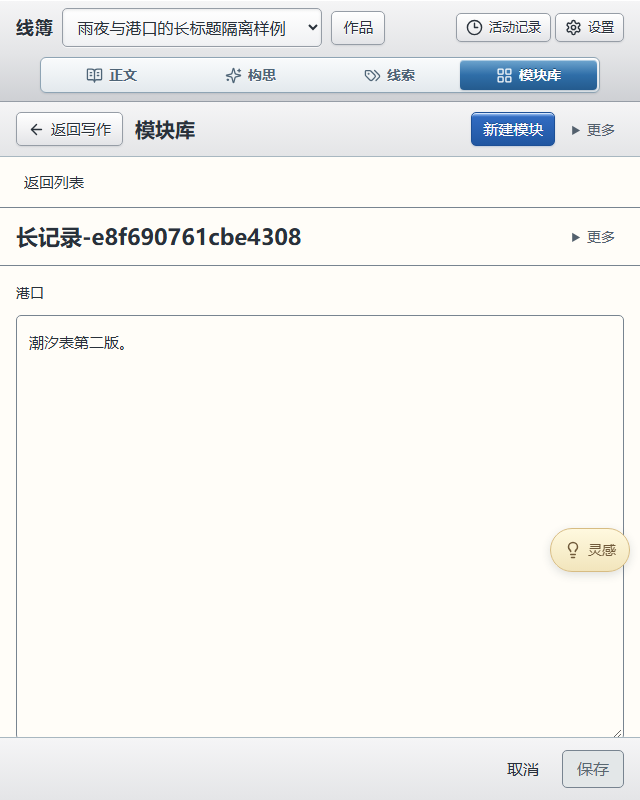 线簿 雨夜与港口的长标题隔离样例 作品 活动记录 设置
正文 构思 线索 模块库
返回写作 模块库 新建模块 更多
返回列表
长记录-e8f690761cbe4308 更多
港口
潮汐表第二版。
灵感
取消 保存